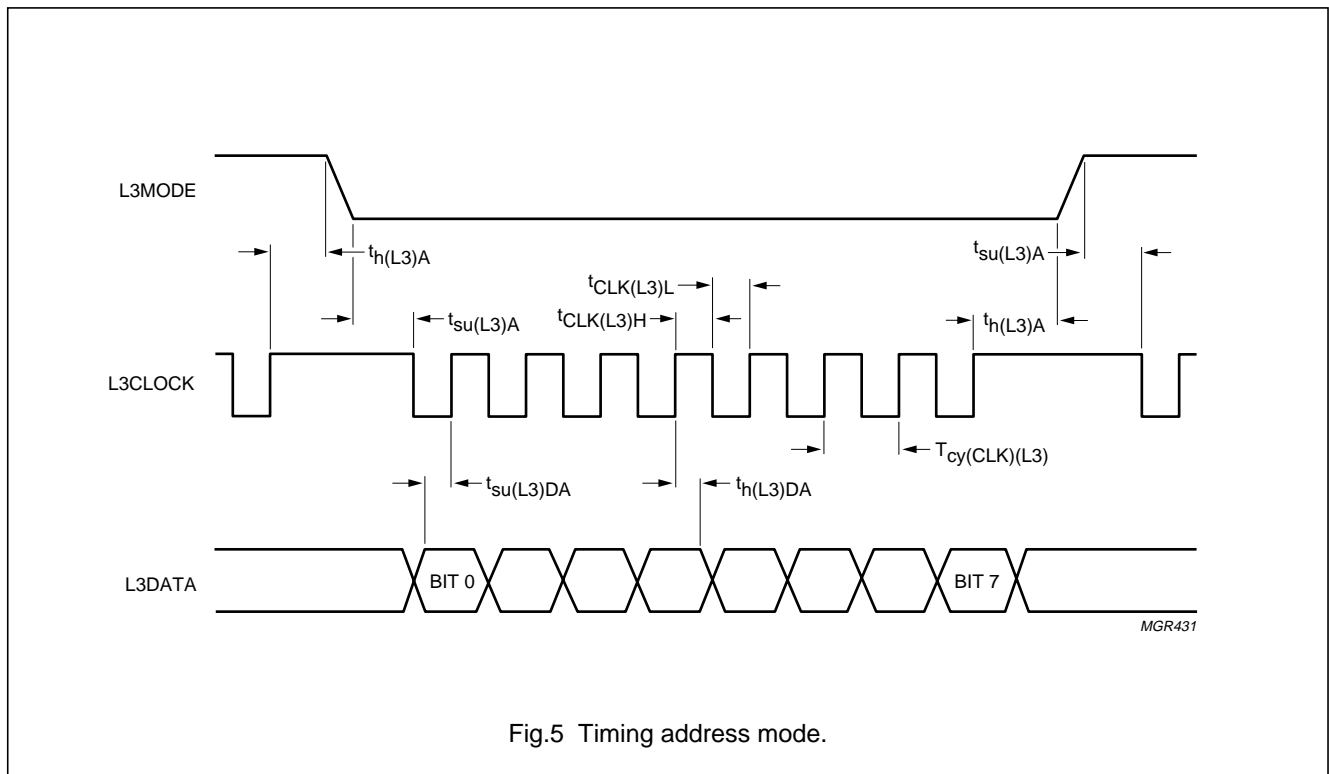 L3MODE
th(L3)A
tsu(L3)A
tCLK(L3)L
tCLK(L3)H
tsu(L3)A
th(L3)A
L3CLOCK
Tcy(CLK)(L3)
tsu(L3)DA
th(L3)DA
L3DATA
BIT 0
BIT 7
MGR431
Fig.5 Timing address mode.